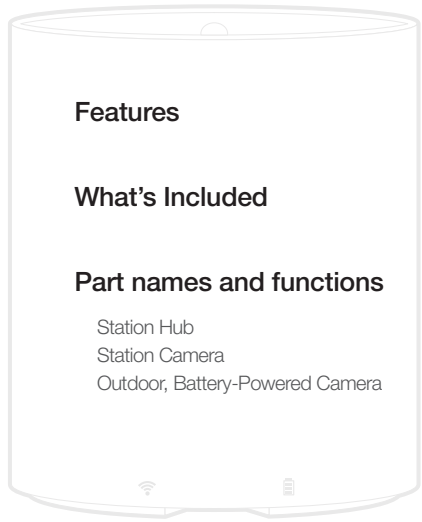 Features
What’s Included
Part names and functions
Station Hub
Station Camera
Outdoor, Battery-Powered Camera